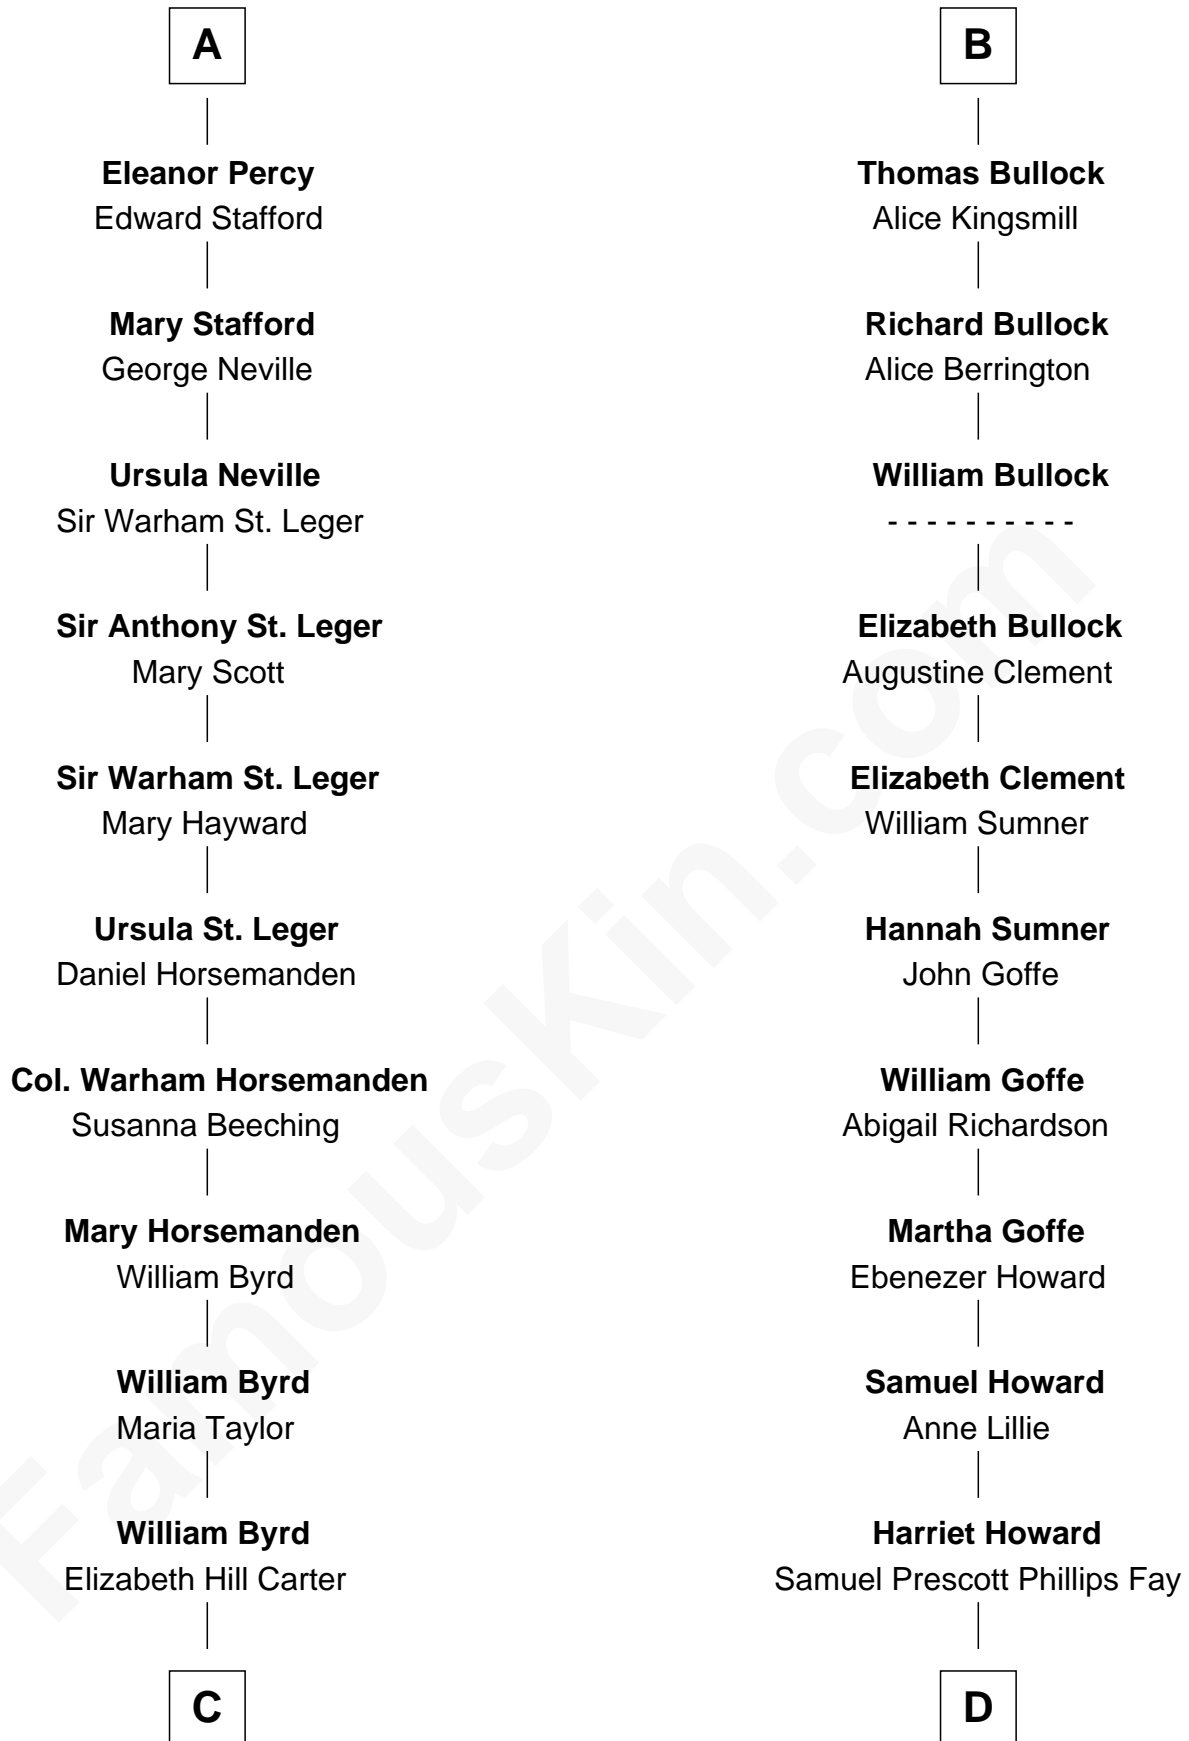 A
Eleanor Percy
Edward Stafford
Mary Stafford
George Neville
Ursula Neville
Sir Warham St. Leger
Sir Anthony St. Leger
Mary Scott
Sir Warham St. Leger
Mary Hayward
Ursula St. Leger
Daniel Horsemanden
Col. Warham Horsemanden
Susanna Beeching
Mary Horsemanden
William Byrd
William Byrd
Maria Taylor
William Byrd
Elizabeth Hill Carter
C
B
Thomas Bullock
Alice Kingsmill
Richard Bullock
Alice Berrington
William Bullock
- - - - - - - - - -
Elizabeth Bullock
Augustine Clement
Elizabeth Clement
William Sumner
Hannah Sumner
John Goffe
William Goffe
Abigail Richardson
Martha Goffe
Ebenezer Howard
Samuel Howard
Anne Lillie
Harriet Howard
Samuel Prescott Phillips Fay
D
FamousKin.com